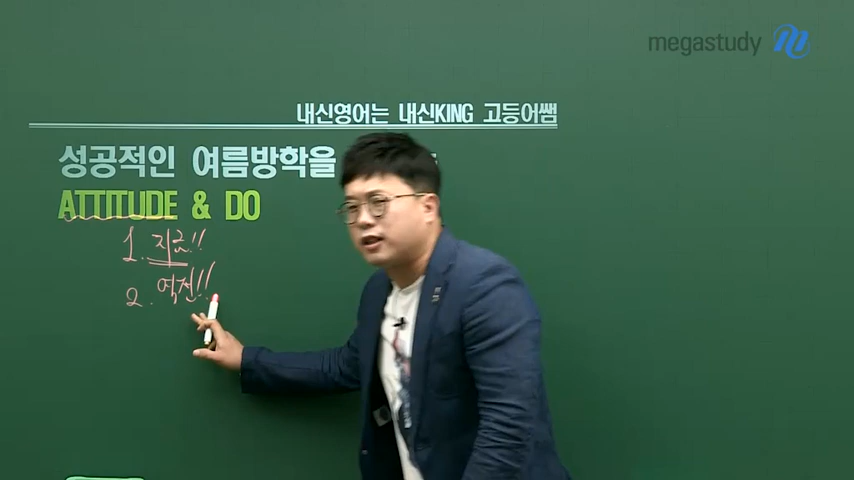 megastudy
내신영어는 내신KING 고등어쌤
성공적인 여름방학을
ATTITUDE & DO
1. 지금!!
2. 역전!!